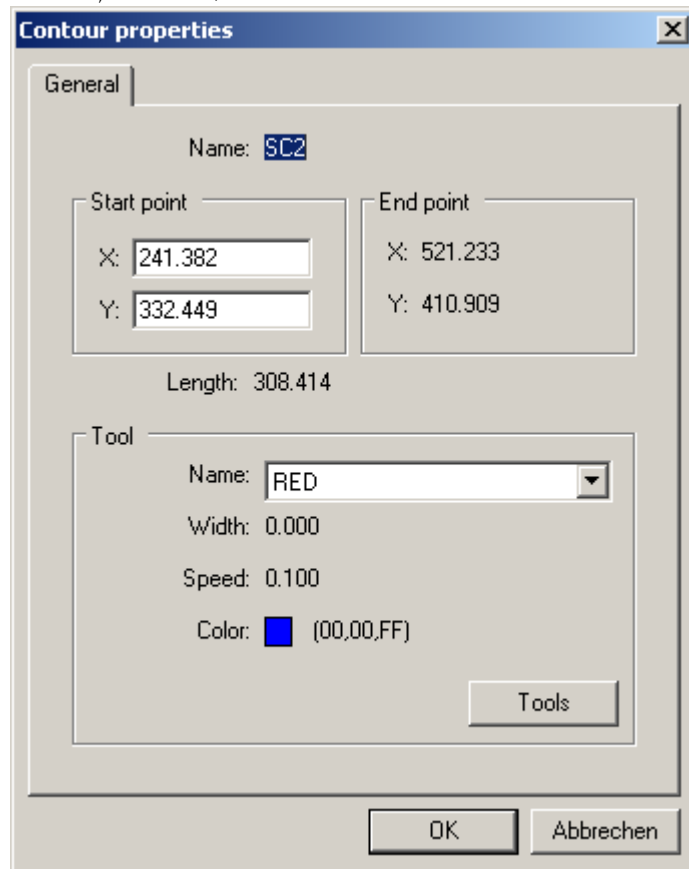 Contour properties
General
Name: SC2
Start point
X: 241.382
Y: 332.449
End point
X: 521.233
Y: 410.909
Length: 308.414
Tool
Name: RED
Width: 0.000
Speed: 0.100
Color: (00,00,FF)
Tools
OK Abbrechen